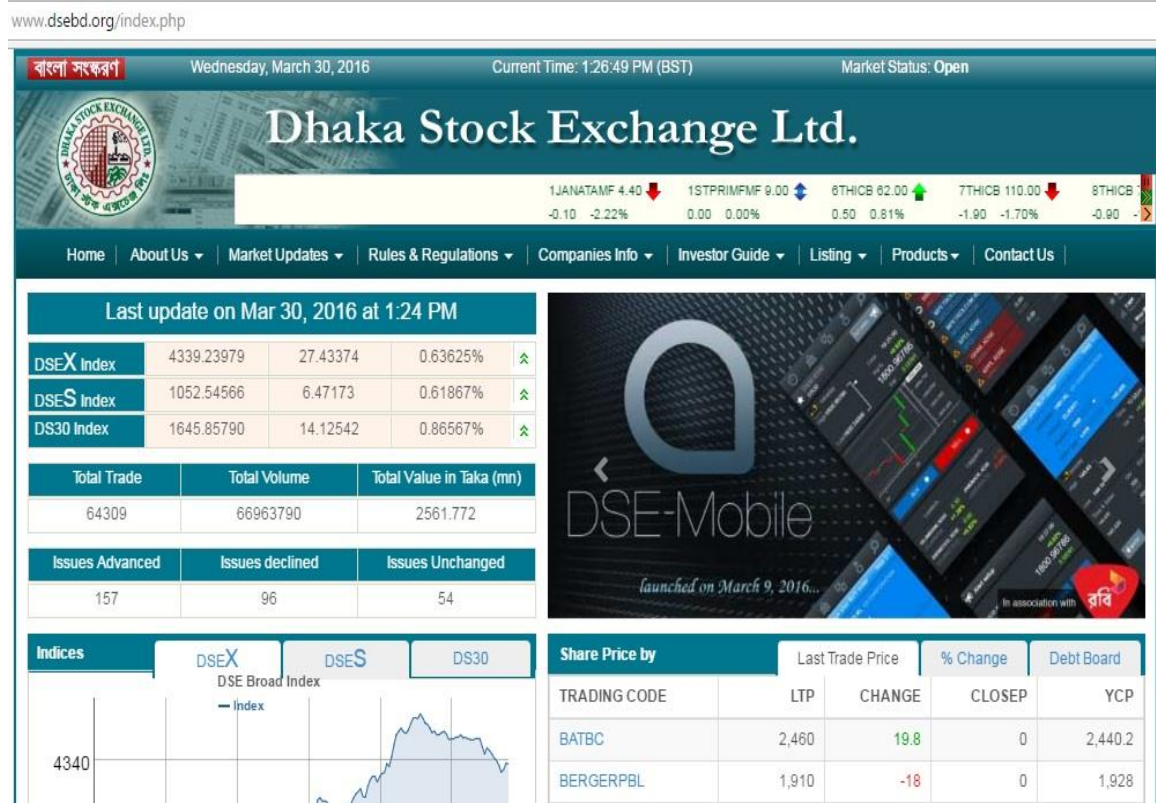 www.dsebd.org/index.php
বাংলা সংস্করণ Wednesday, March 30, 2016 Current Time: 1:26:49 PM (BST) Market Status: Open
DHAKA STOCK EXCHANGE LTD.
Dhaka Stock Exchange Ltd.
1JANATAMF 4.40 1STPRIMFMF 9.00 6THICB 62.00 7THICB 110.00 8THICB
-0.10 -2.22% 0.00 0.00% 0.50 0.81% -1.90 -1.70% -0.90 -
Home About Us Market Updates Rules & Regulations Companies Info Investor Guide Listing Products Contact Us
Last update on Mar 30, 2016 at 1:24 PM
DSEX Index 4339.23979 27.43374 0.63625%
DSES Index 1052.54566 6.47173 0.61867%
DS30 Index 1645.85790 14.12542 0.86567%
Total Trade Total Volume Total Value in Taka (mn)
64309 66963790 2561.772
Issues Advanced Issues declined Issues Unchanged
157 96 54
DSE-Mobile
launched on March 9, 2016...
In association with রবি
Indices DSEX DSES DS30
DSE Broad Index
Index
4340
Share Price by Last Trade Price % Change Debt Board
TRADING CODE LTP CHANGE CLOSEP YCP
BATBC 2,460 19.8 0 2,440.2
BERGERPBL 1,910 -18 0 1,928